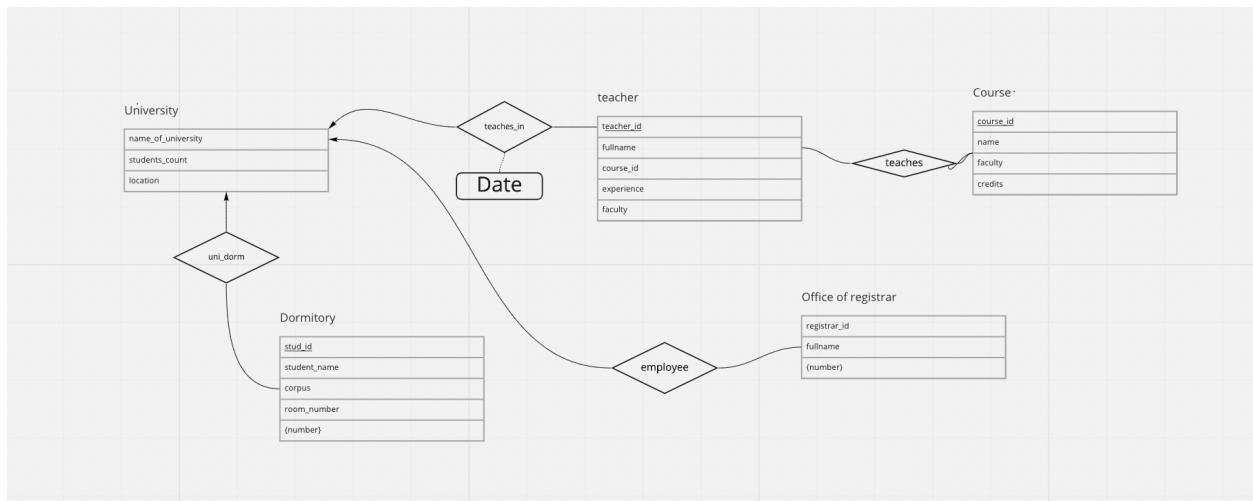 University
name_of_university
students_count
location
teaches_in
Date
teacher
teacher_id
fullname
course_id
experience
faculty
teaches
Course
course_id
name
faculty
credits
uni_dorm
Dormitory
stud_id
student_name
corpus
room_number
{number}
employee
Office of registrar
registrar_id
fullname
{number}